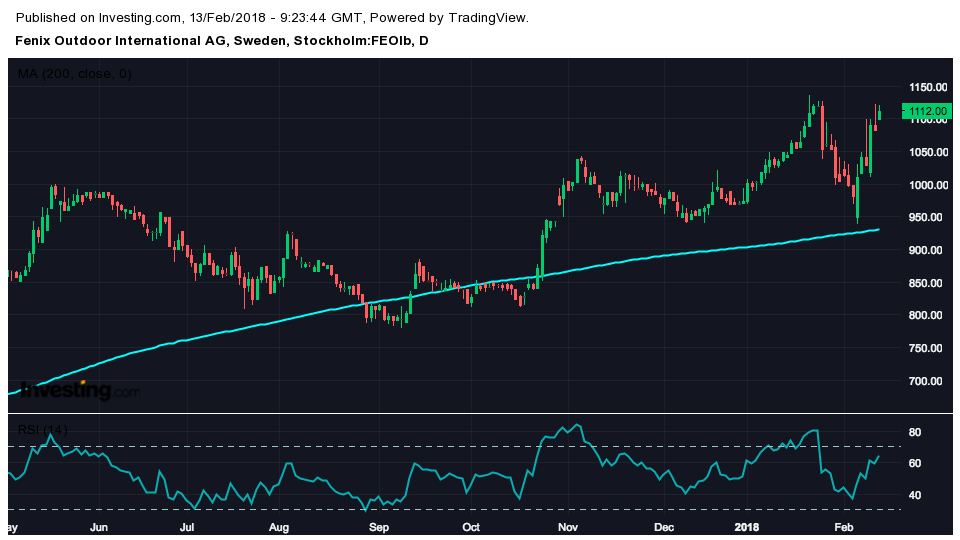 Published on Investing.com, 13/Feb/2018 - 9:23:44 GMT, Powered by TradingView.
Fenix Outdoor International AG, Sweden, Stockholm:FEOlb, D
MA (200, close, 0)
1150.00
1112.00
1100.00
1050.00
1000.00
950.00
900.00
850.00
800.00
750.00
700.00
Investing.com
RSI (14)
80
60
40
ay Jun Jul Aug Sep Oct Nov Dec 2018 Feb